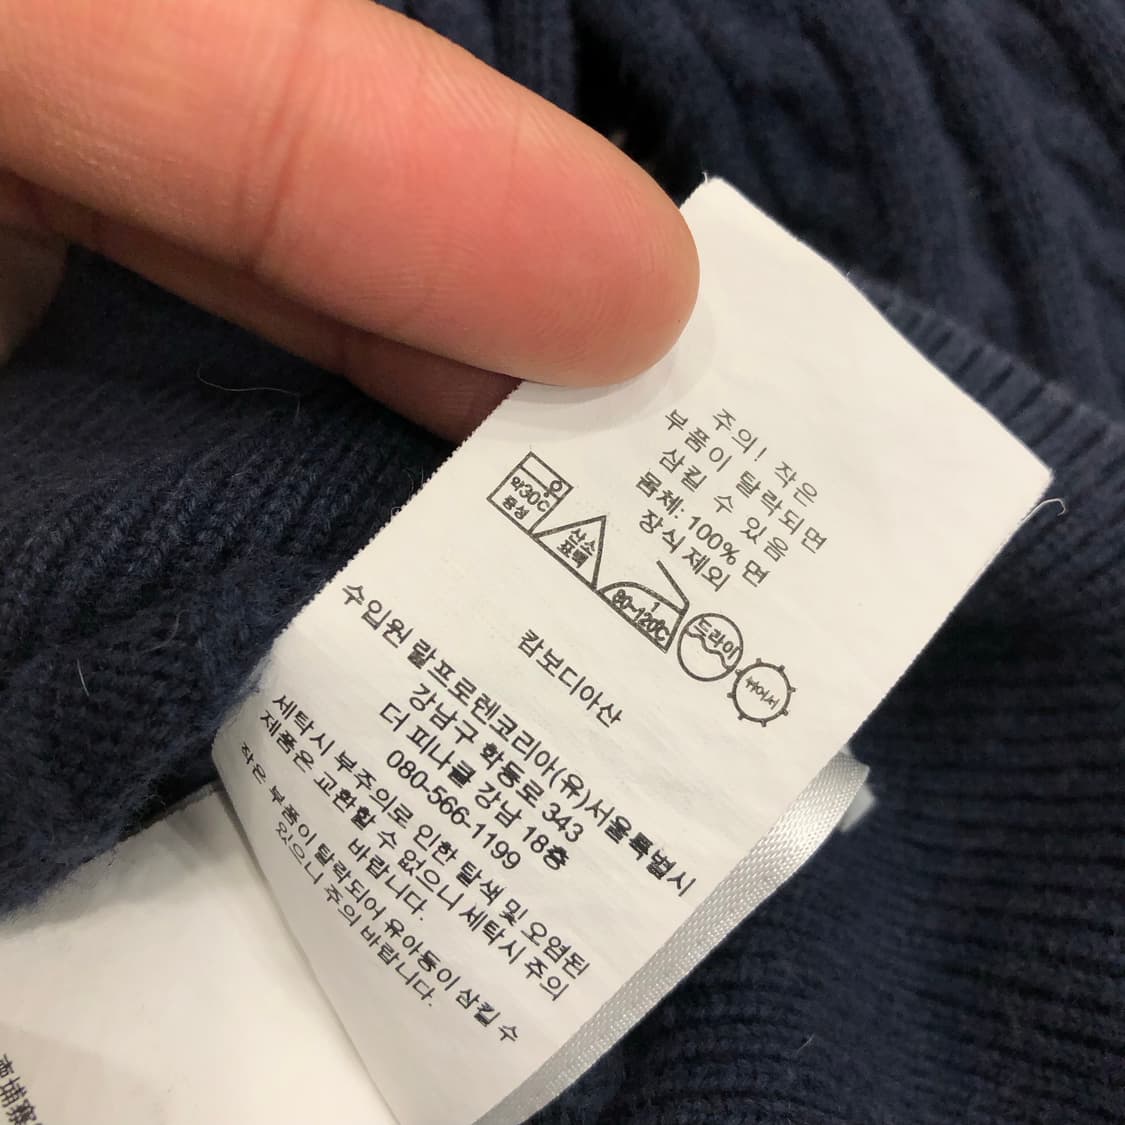 주의! 작은
부품이 탈락되면
삼킬 수 있음
몸체: 100% 면
장식 제외
약30℃
중성
산소
표백
1
80~120℃
드라이
뉘어서
캄보디아산
수입원 랄프로렌코리아(유)서울특별시
강남구 학동로 343
더 피나클 강남 18층
080-566-1199
세탁시 부주의로 인한 탈색 및 오염된
제품은 교환할 수 없으니 세탁시 주의
바랍니다.
작은 부품이 탈락되어 유아동이 삼킬 수
있으니 주의 바랍니다.
柬埔寨